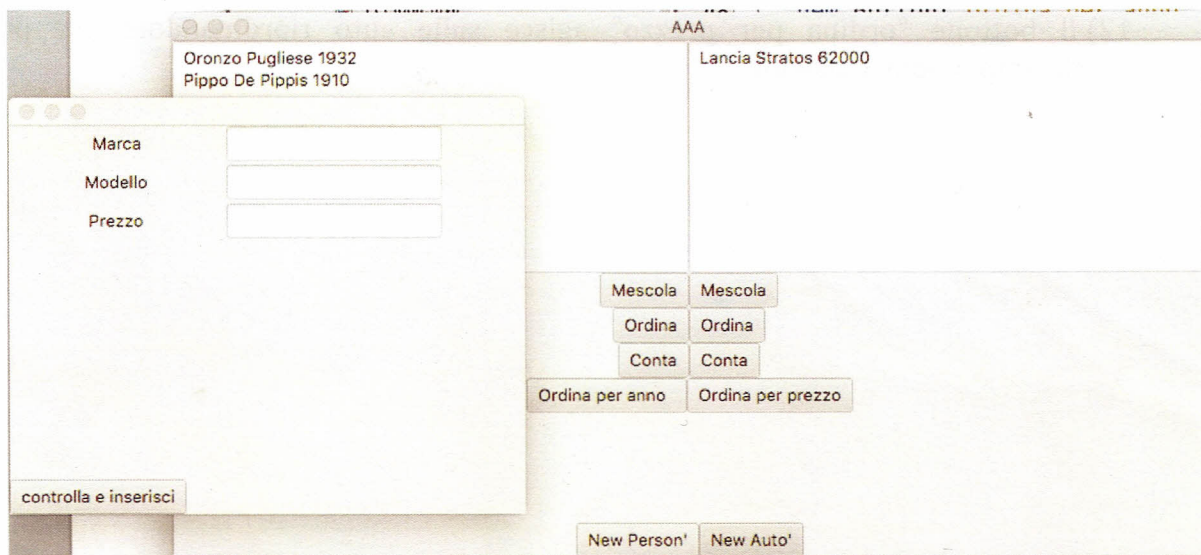 AAA
Oronzo Pugliese 1932
Pippo De Pippis 1910
Lancia Stratos 62000
Marca
Modello
Prezzo
controlla e inserisci
Mescola Mescola
Ordina Ordina
Conta Conta
Ordina per anno Ordina per prezzo
New Person' New Auto'